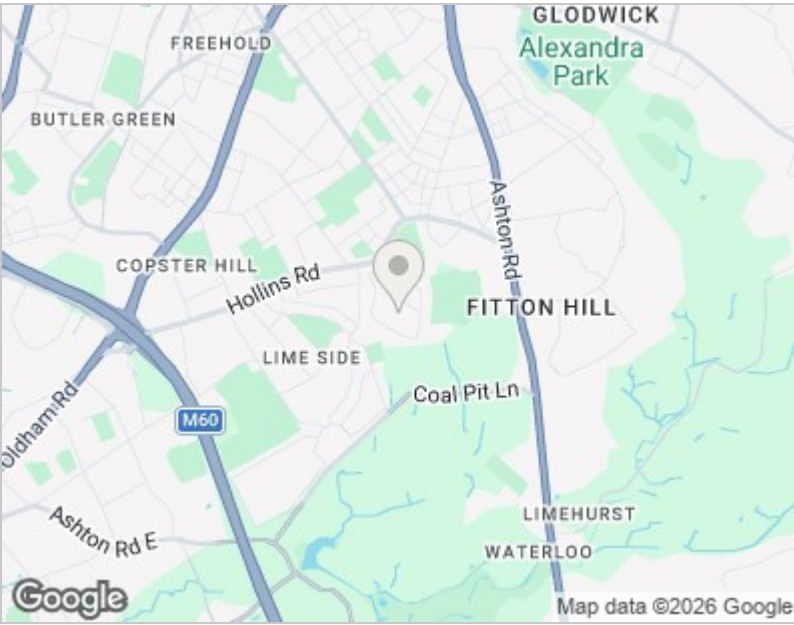 GLODWICK
Alexandra
Park
FREEHOLD
BUTLER GREEN
Ashton Rd
COPSTER HILL
Hollins Rd
FITTON HILL
LIME SIDE
Coal Pit Ln
M60
Oldham Rd
Ashton Rd E
LIMEHURST
WATERLOO
Google
Map data ©2026 Google